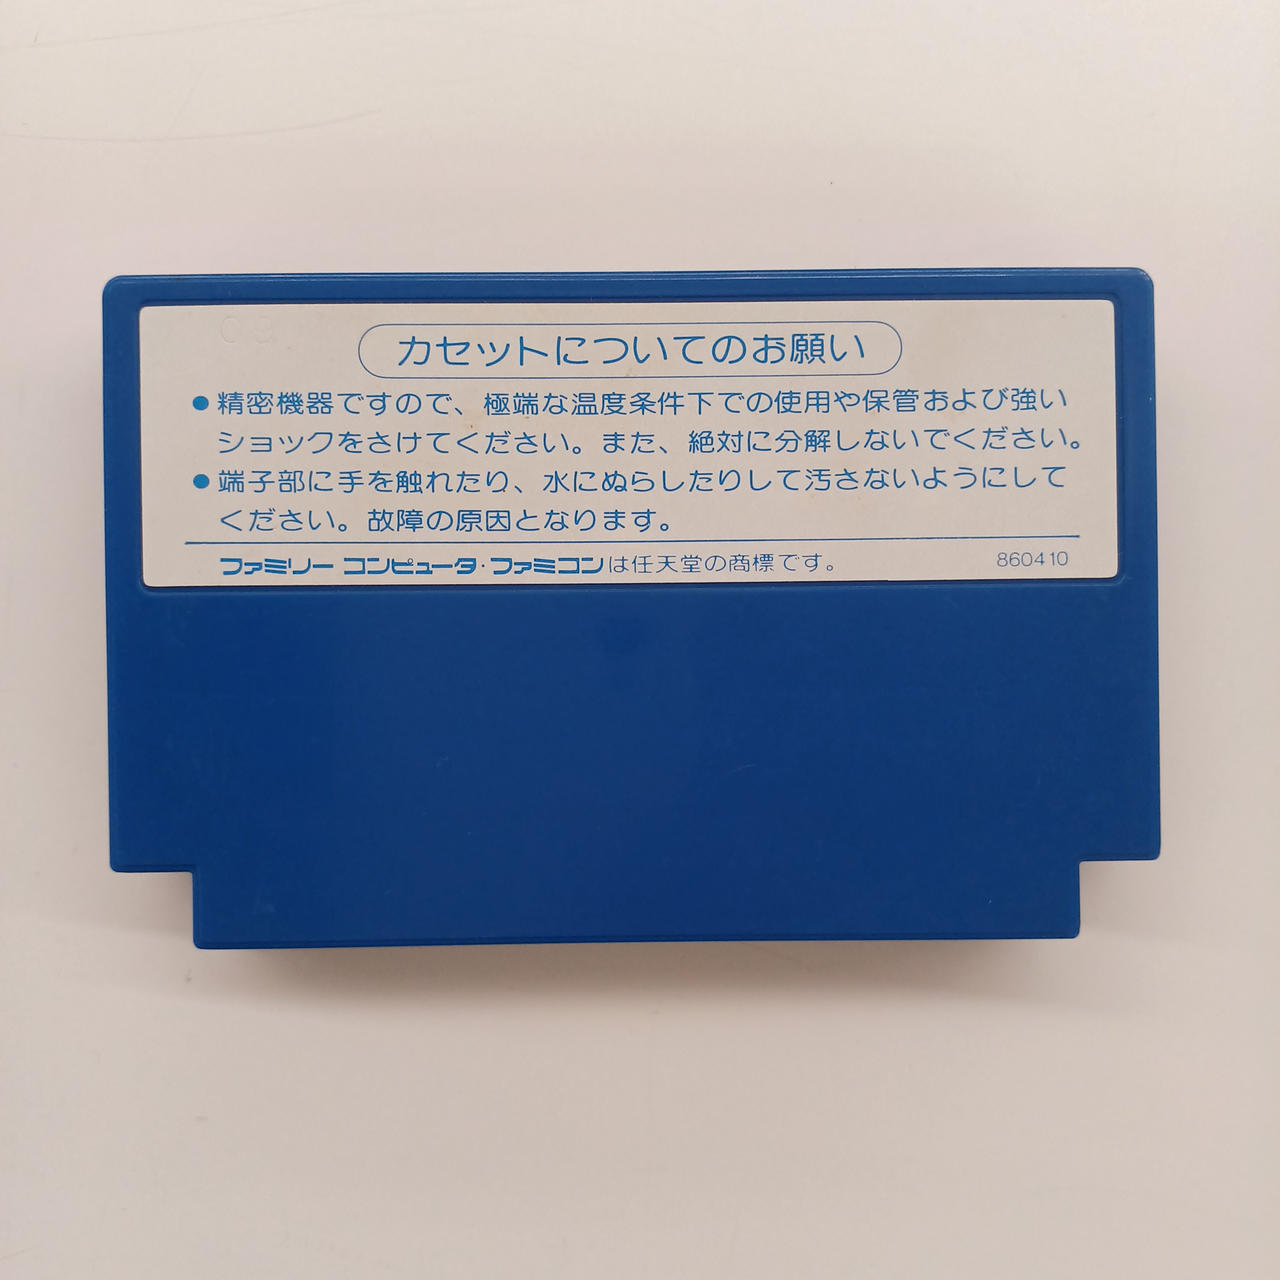 カセットについてのお願い
●精密機器ですので、極端な温度条件下での使用や保管および強い
ショックをさけてください。また、絶対に分解しないでください。
●端子部に手を触れたり、水にぬらしたりして汚さないようにして
ください。故障の原因となります。
ファミリー コンピュータ・ファミコンは任天堂の商標です。 860410